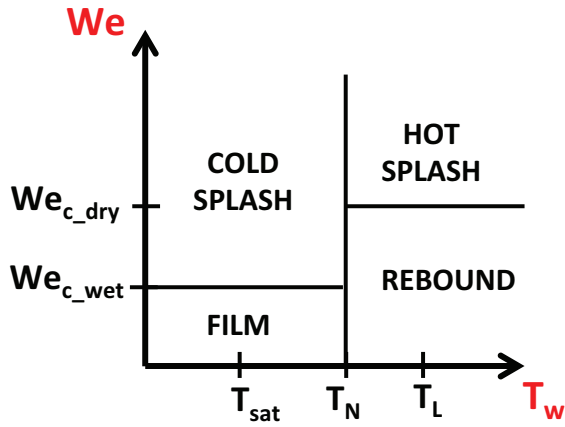 We
HOT
SPLASH
COLD
SPLASH
We_c_dry
We_c_wet
REBOUND
FILM
T_sat
T_N
T_L
T_w